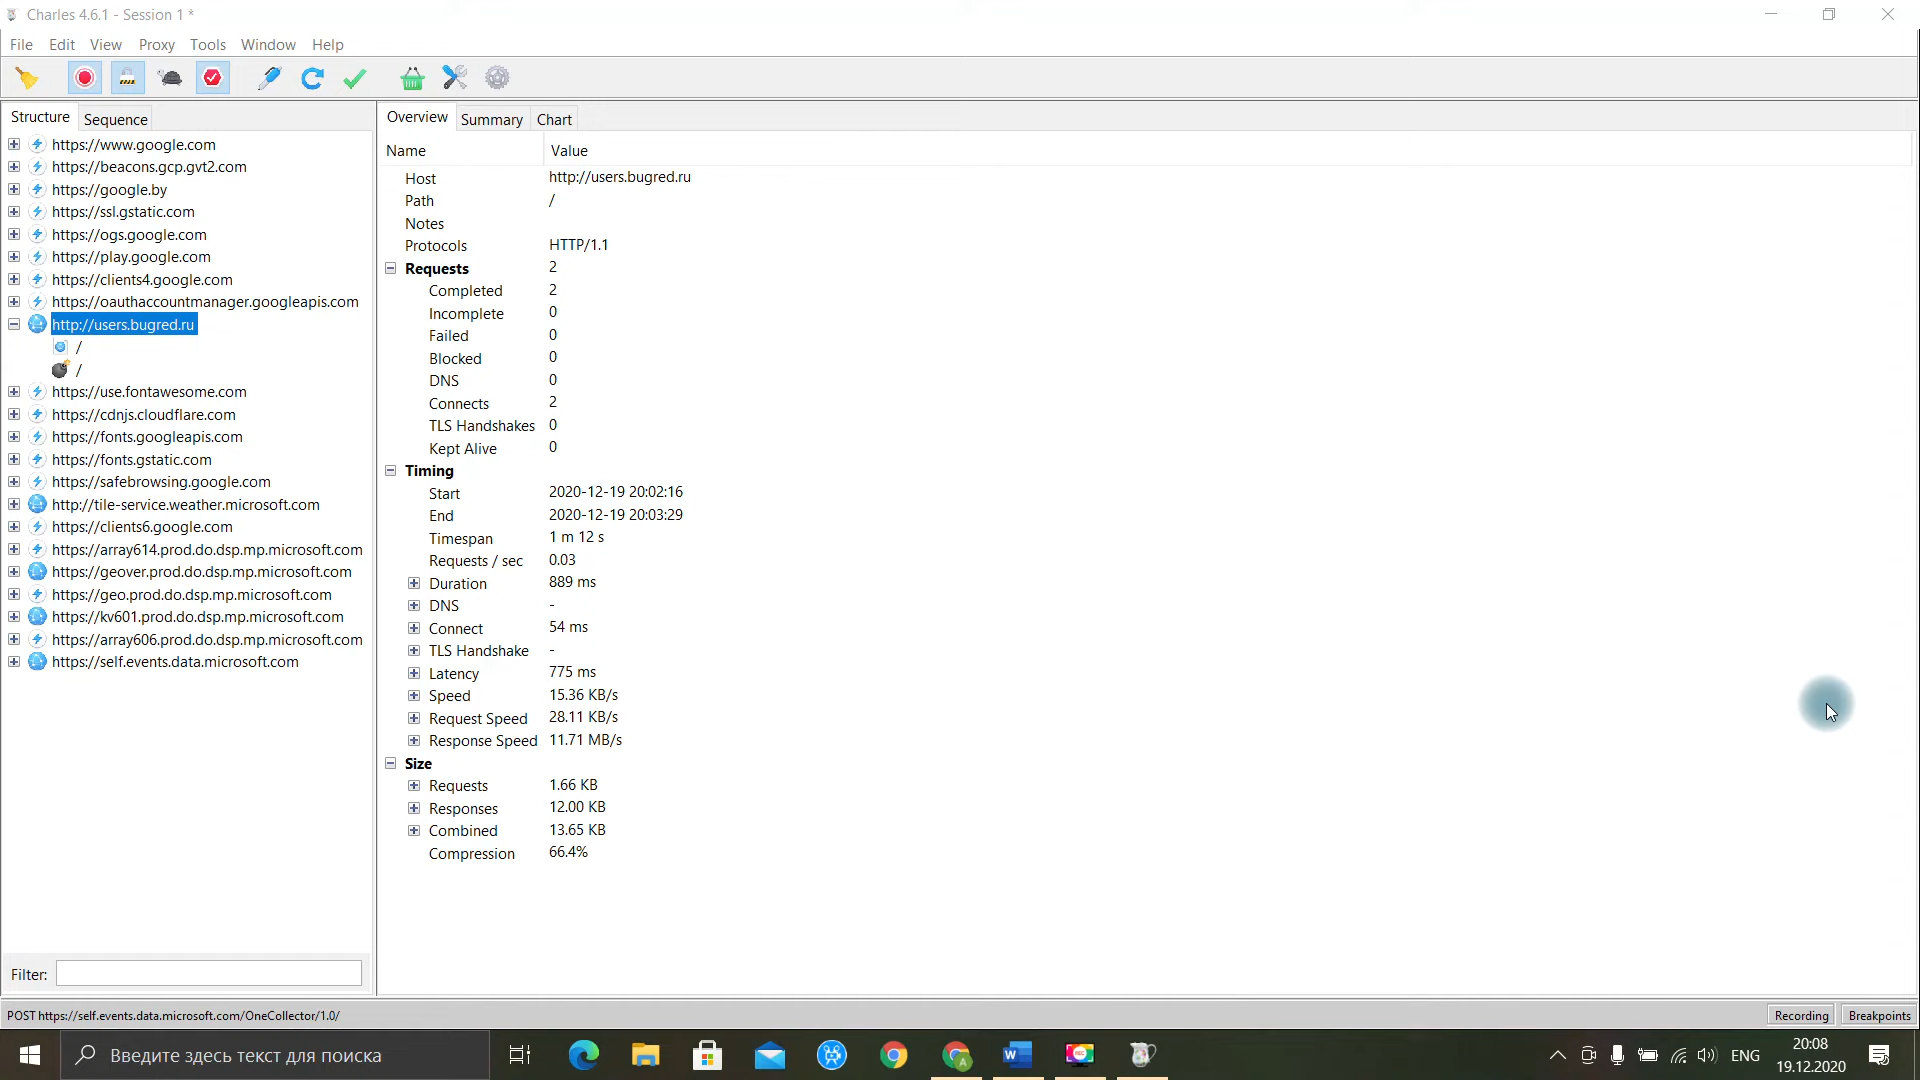 Charles 4.6.1 - Session 1 *
File Edit View Proxy Tools Window Help
Structure Sequence
https://www.google.com
https://beacons.gcp.gvt2.com
https://google.by
https://ssl.gstatic.com
https://ogs.google.com
https://play.google.com
https://clients4.google.com
https://oauthaccountmanager.googleapis.com
http://users.bugred.ru
/
/
https://use.fontawesome.com
https://cdnjs.cloudflare.com
https://fonts.googleapis.com
https://fonts.gstatic.com
https://safebrowsing.google.com
http://tile-service.weather.microsoft.com
https://clients6.google.com
https://array614.prod.do.dsp.mp.microsoft.com
https://geover.prod.do.dsp.mp.microsoft.com
https://geo.prod.do.dsp.mp.microsoft.com
https://kv601.prod.do.dsp.mp.microsoft.com
https://array606.prod.do.dsp.mp.microsoft.com
https://self.events.data.microsoft.com
Filter:
Overview Summary Chart
Name Value
Host http://users.bugred.ru
Path /
Notes
Protocols HTTP/1.1
Requests 2
Completed 2
Incomplete 0
Failed 0
Blocked 0
DNS 0
Connects 2
TLS Handshakes 0
Kept Alive 0
Timing
Start 2020-12-19 20:02:16
End 2020-12-19 20:03:29
Timespan 1 m 12 s
Requests / sec 0.03
Duration 889 ms
DNS -
Connect 54 ms
TLS Handshake -
Latency 775 ms
Speed 15.36 KB/s
Request Speed 28.11 KB/s
Response Speed 11.71 MB/s
Size
Requests 1.66 KB
Responses 12.00 KB
Combined 13.65 KB
Compression 66.4%
POST https://self.events.data.microsoft.com/OneCollector/1.0/
Recording Breakpoints
Введите здесь текст для поиска
ENG
20:08
19.12.2020